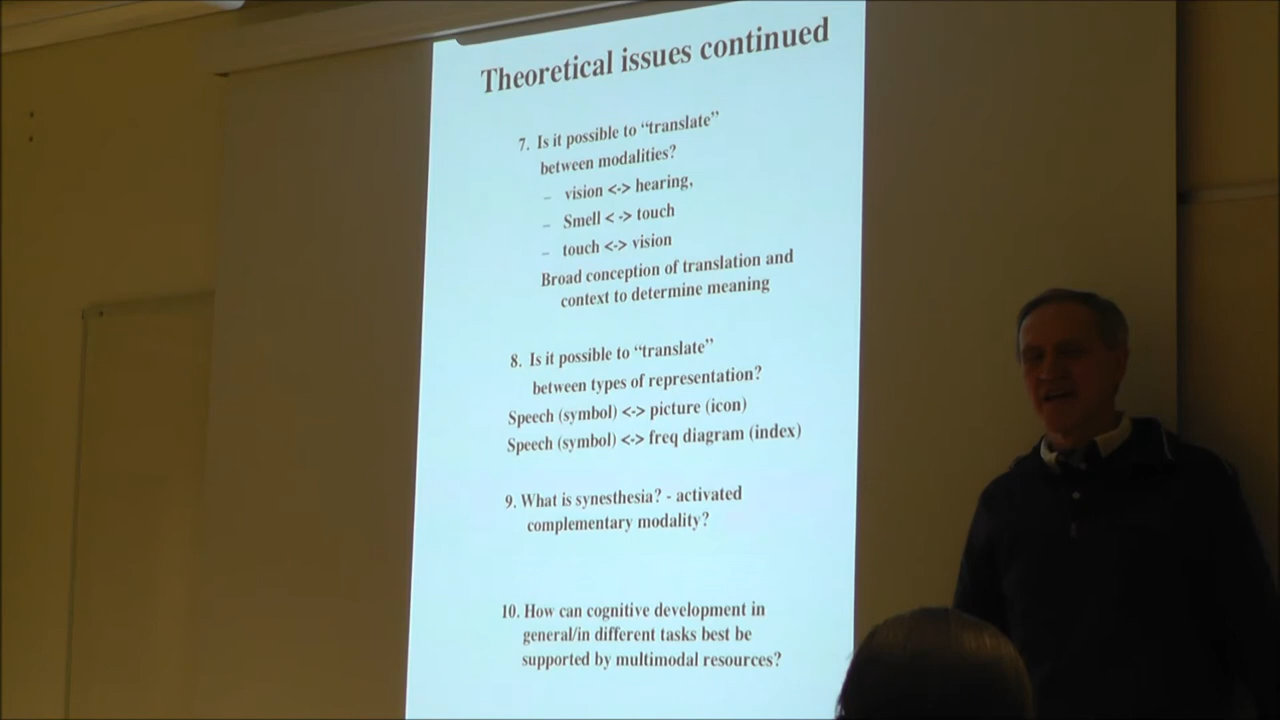 Theoretical issues continued
7. Is it possible to “translate”
between modalities?
– vision <-> hearing,
– Smell < -> touch
– touch <-> vision
Broad conception of translation and
context to determine meaning
8. Is it possible to “translate”
between types of representation?
Speech (symbol) <-> picture (icon)
Speech (symbol) <-> freq diagram (index)
9. What is synesthesia? - activated
complementary modality?
10. How can cognitive development in
general/in different tasks best be
supported by multimodal resources?